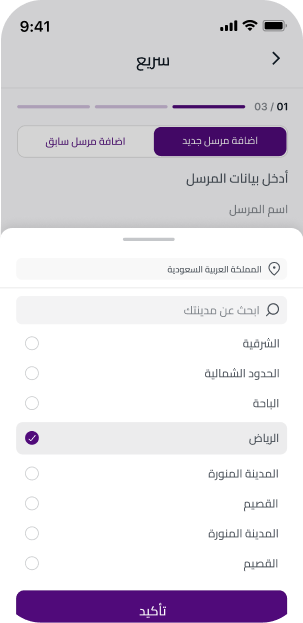 9:41
سريع
01 / 03
اضافة مرسل جديد
اضافة مرسل سابق
أدخل بيانات المرسل
اسم المرسل
المملكة العربية السعودية
ابحث عن مدينتك
الشرقية
الحدود الشمالية
الباحة
الرياض
المدينة المنورة
القصيم
المدينة المنورة
القصيم
تأكيد